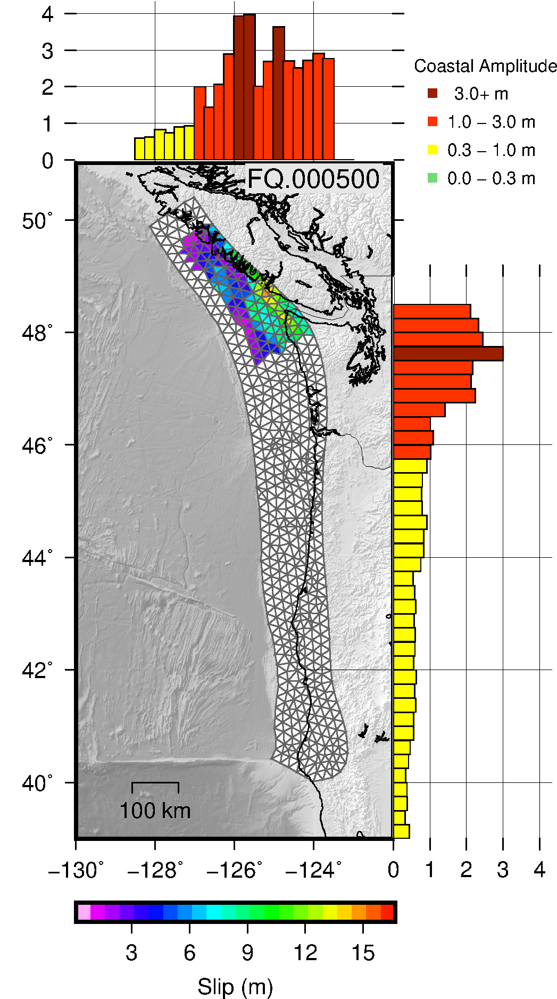 4
3
2
1
0
Coastal Amplitude
3.0+ m
1.0 − 3.0 m
0.3 − 1.0 m
0.0 − 0.3 m
FQ.000500
50°
48°
46°
44°
42°
40°
100 km
−130° −128° −126° −124° 0 1 2 3 4
3 6 9 12 15
Slip (m)